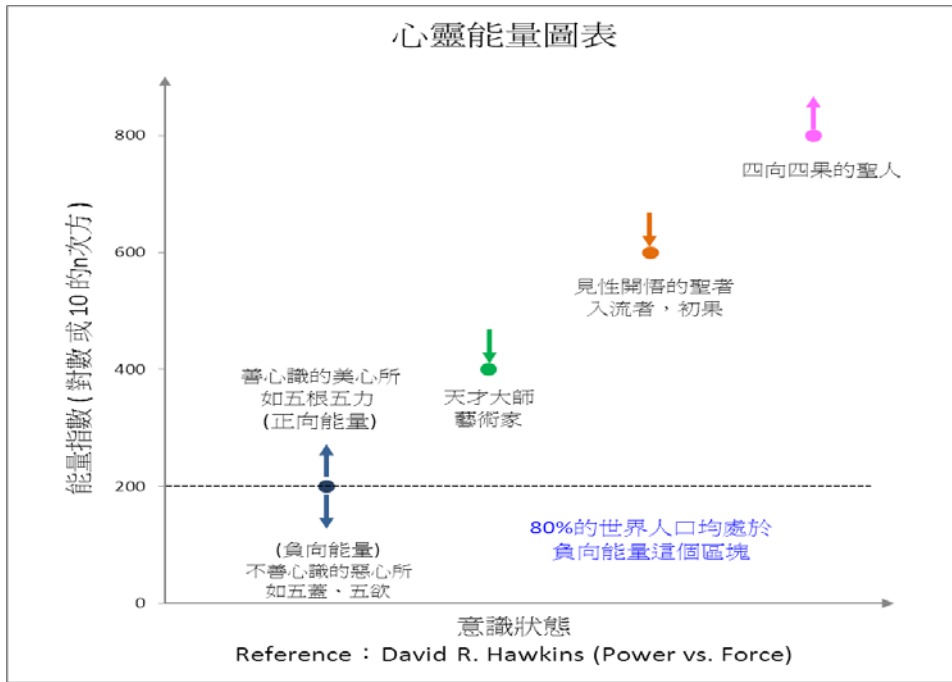 心靈能量圖表
能量指數 ( 對數 或 10 的n次方 )
800
600
400
200
0
四向四果的聖人
見性開悟的聖者
入流者，初果
天才大師
藝術家
善心識的美心所
如五根五力
(正向能量)
(負向能量)
不善心識的惡心所
如五蓋、五欲
80%的世界人口均處於
負向能量這個區塊
意識狀態
Reference： David R. Hawkins (Power vs. Force)